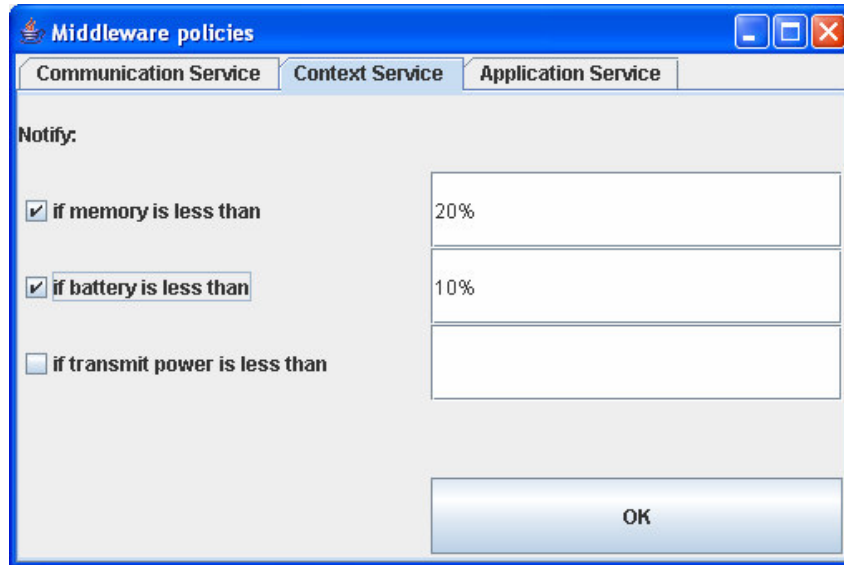 Middleware policies
Communication Service Context Service Application Service
Notify:
if memory is less than 20%
if battery is less than 10%
if transmit power is less than
OK